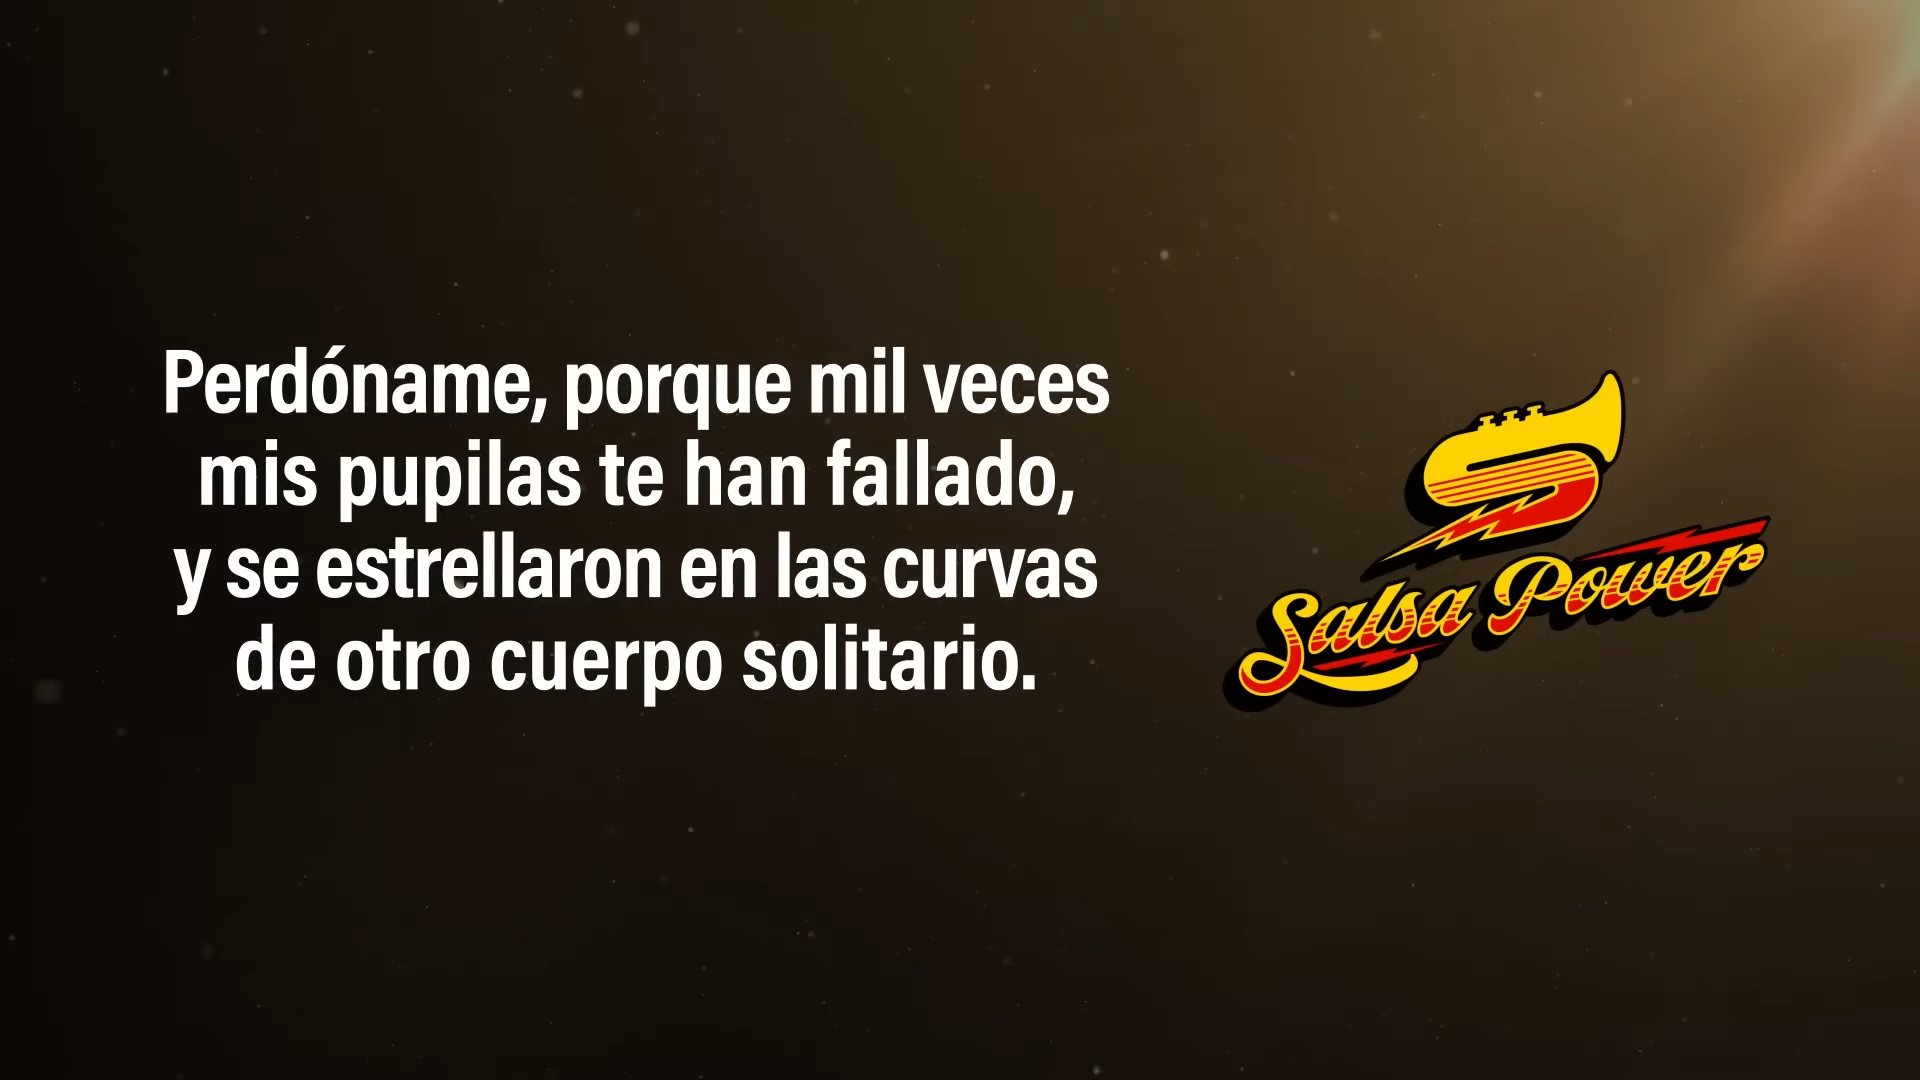 Perdóname, porque mil veces
mis pupilas te han fallado,
y se estrellaron en las curvas
de otro cuerpo solitario.
Salsa Power